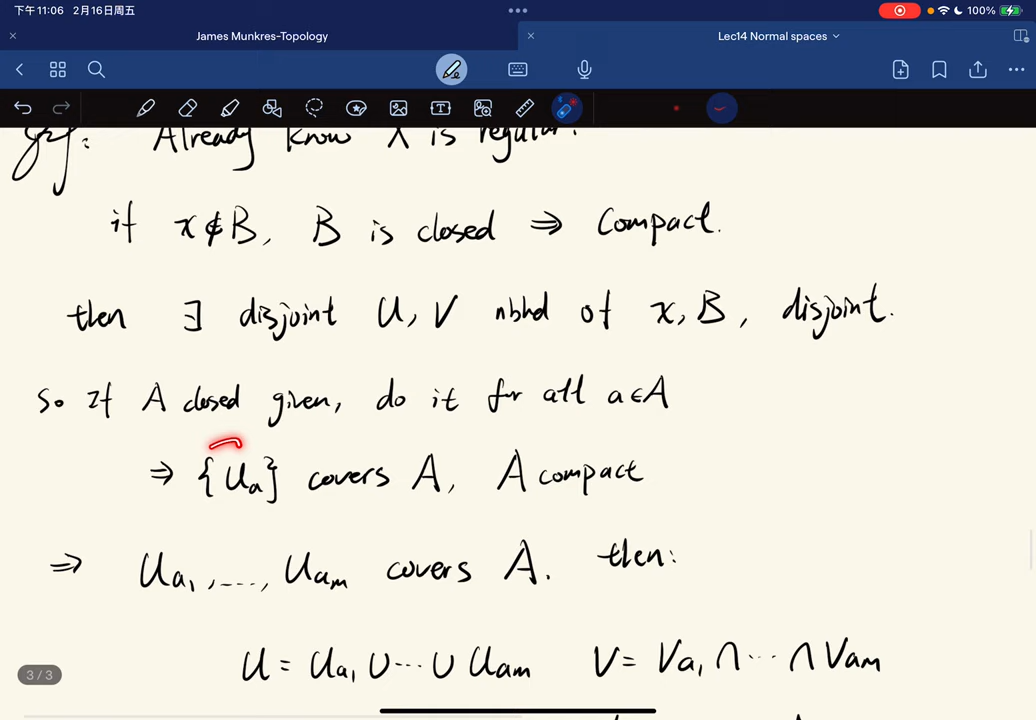 下午11:06 2月16日周五
100%
James Munkres-Topology
Lec14 Normal spaces
prf: Already know X is regular.
if x∉B, B is closed ⇒ Compact.
then ∃ disjoint U, V nbhd of x, B, disjoint.
So If A closed given, do it for all a∈A
⇒ {Ua} covers A, A compact
⇒ Ua₁, ..., Uam covers A. then:
3/3
U = Ua₁ ∪ ··· ∪ Uam V = Va₁ ∩ ··· ∩ Vam